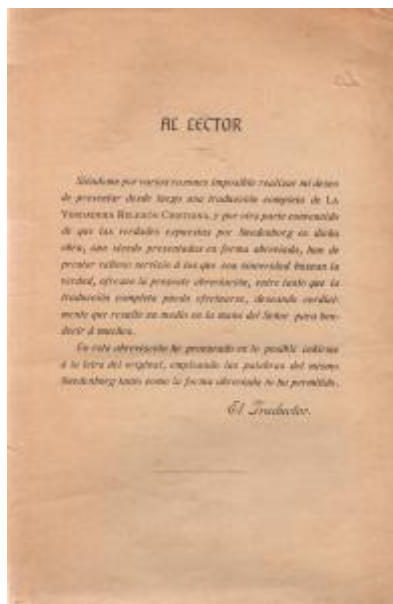 AL LECTOR
Siéndome por varias razones imposible realizar mi deseo
de presentar desde luego una traducción completa de LA
VERDADERA RELIGIÓN CRISTIANA, y por otra parte convencido
de que las verdades expuestas por Swedenborg en dicha
obra, aun siendo presentadas en forma abreviada, han de
prestar valioso servicio á los que con sinceridad buscan la
verdad, ofrezco la presente abreviación, entre tanto que la
traducción completa pueda efectuarse, deseando cordial-
mente que resulte un medio en la mano del Señor para ben-
decir á muchos.
En esta abreviación he procurado en lo posible ceñirme
á la letra del original, empleando las palabras del mismo
Swedenborg tanto como la forma abreviada lo ha permitido.
El Traductor.